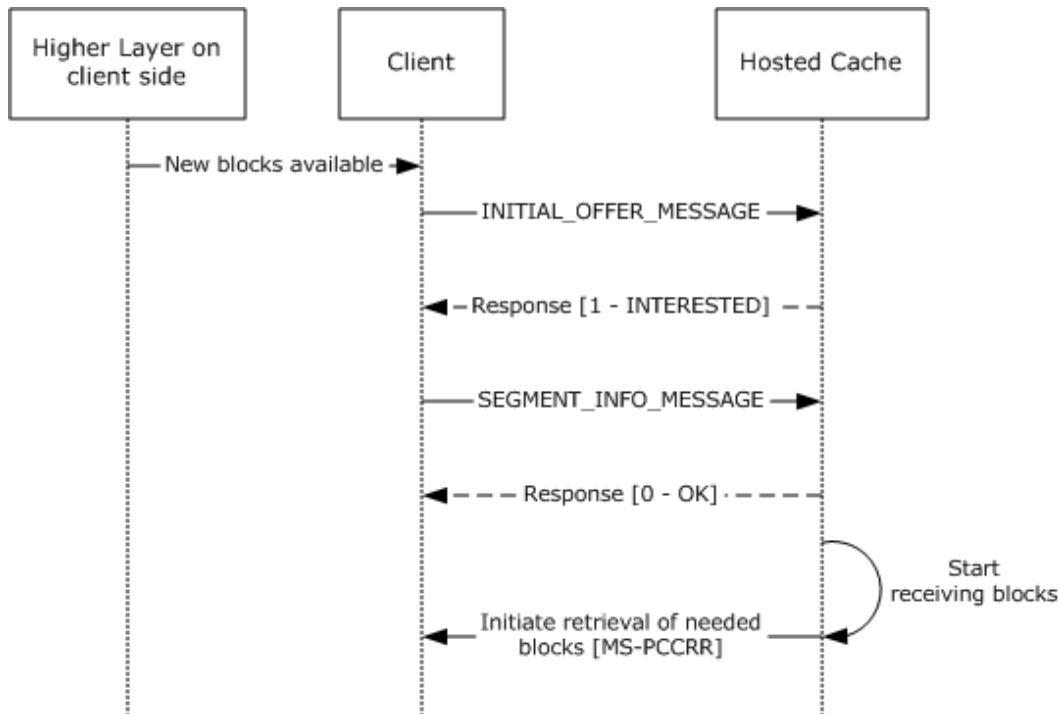 Higher Layer on
client side
Client
Hosted Cache
New blocks available
INITIAL_OFFER_MESSAGE
Response [1 - INTERESTED]
SEGMENT_INFO_MESSAGE
Response [0 - OK]
Start
receiving blocks
Initiate retrieval of needed
blocks [MS-PCCRR]